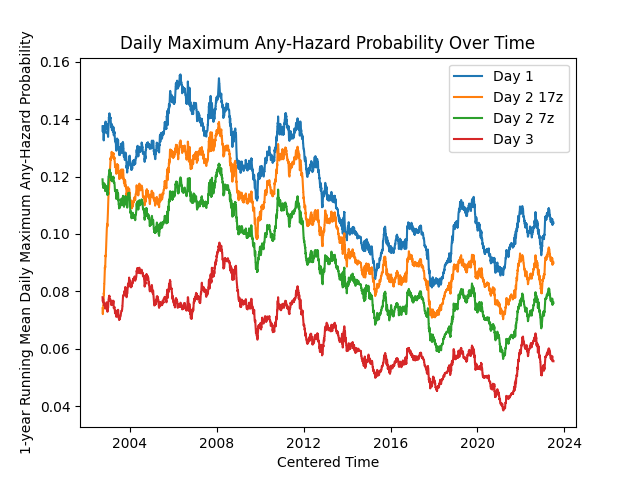 Daily Maximum Any-Hazard Probability Over Time
1-year Running Mean Daily Maximum Any-Hazard Probability
0.16
0.14
0.12
0.10
0.08
0.06
0.04
Day 1
Day 2 17z
Day 2 7z
Day 3
2004 2008 2012 2016 2020 2024
Centered Time